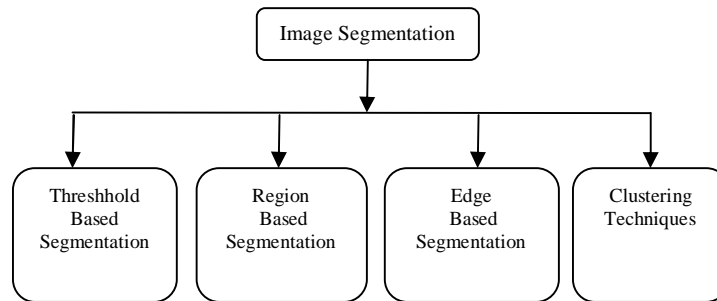 Image Segmentation
Threshhold
Based
Segmentation
Region
Based
Segmentation
Edge
Based
Segmentation
Clustering
Techniques